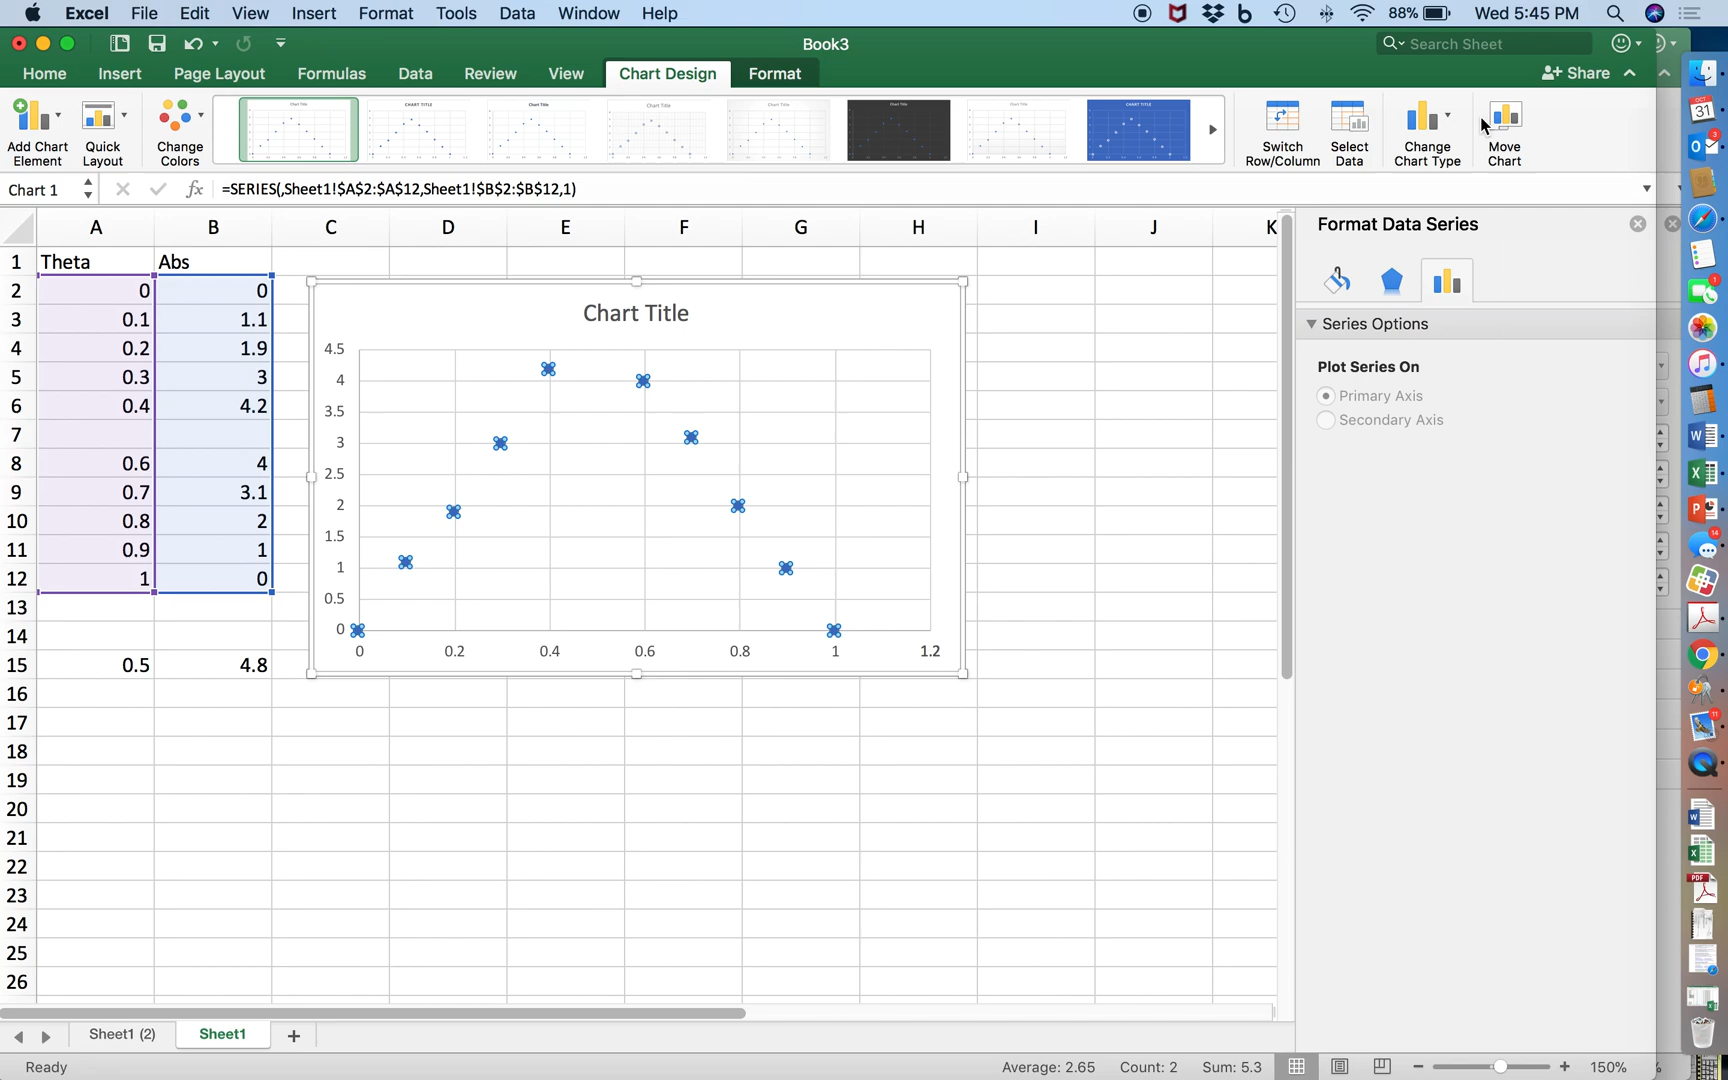 Excel File Edit View Insert Format Tools Data Window Help 88% Wed 5:45 PM
Book3 Search Sheet
Home Insert Page Layout Formulas Data Review View Chart Design Format Share
Add Chart Element Quick Layout Change Colors Switch Row/Column Select Data Change Chart Type Move Chart
Chart 1 fx =SERIES(,Sheet1!$A$2:$A$12,Sheet1!$B$2:$B$12,1)
A B C D E F G H I J K
1 Theta Abs
2 0 0
3 0.1 1.1
4 0.2 1.9
5 0.3 3
6 0.4 4.2
7
8 0.6 4
9 0.7 3.1
10 0.8 2
11 0.9 1
12 1 0
13
14
15 0.5 4.8
16
17
18
19
20
21
22
23
24
25
26
Chart Title
4.5
4
3.5
3
2.5
2
1.5
1
0.5
0
0 0.2 0.4 0.6 0.8 1 1.2
Format Data Series
Series Options
Plot Series On
Primary Axis
Secondary Axis
Sheet1 (2) Sheet1
Ready Average: 2.65 Count: 2 Sum: 5.3 150%